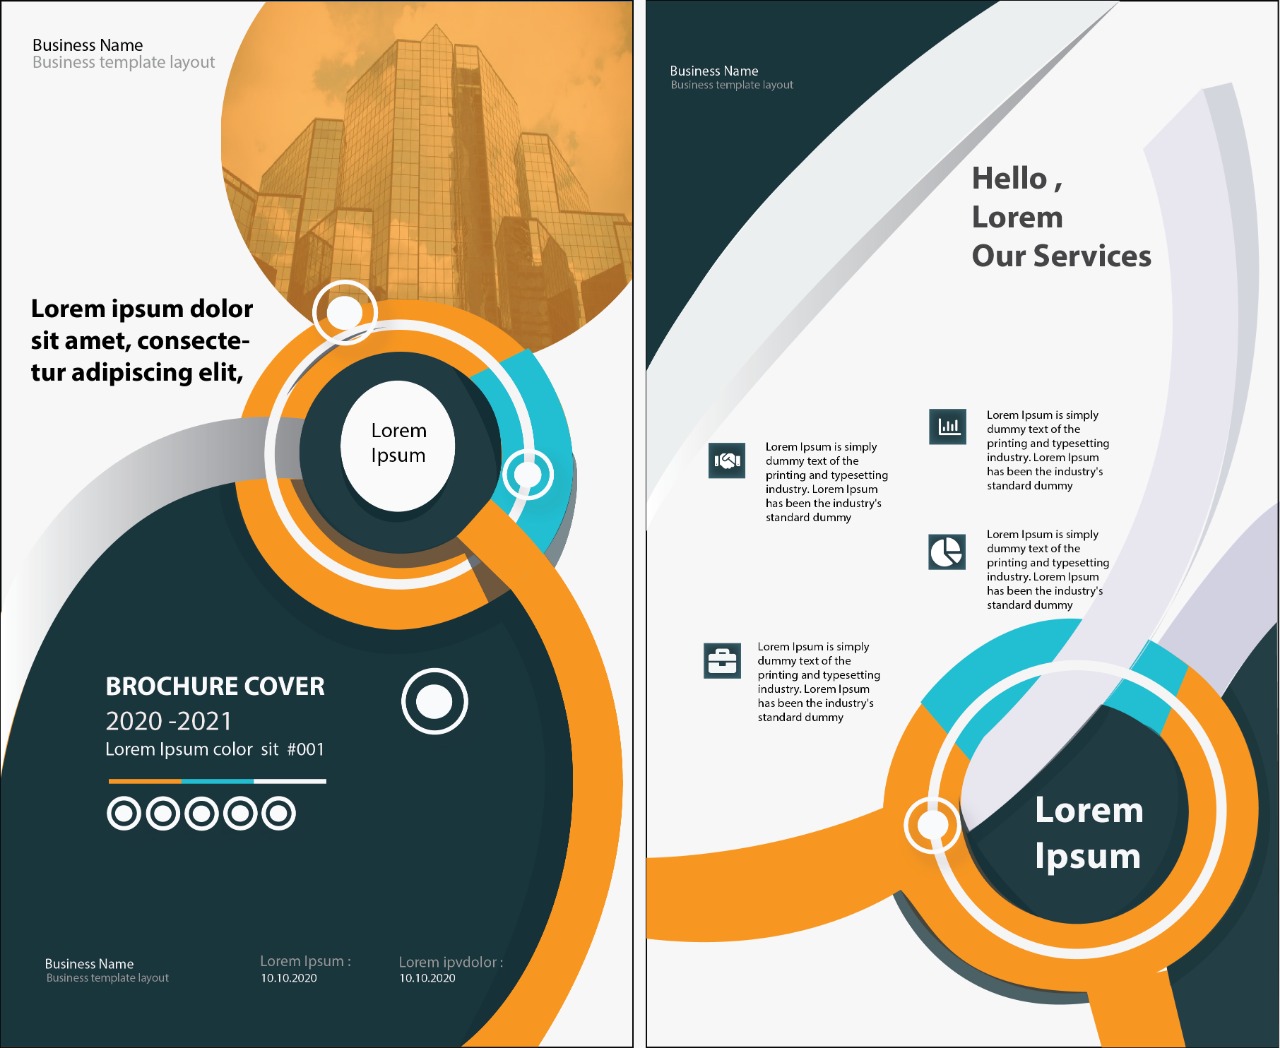 Business Name
Business template layout
Lorem ipsum dolor
sit amet, consecte-
tur adipiscing elit,
Lorem
Ipsum
BROCHURE COVER
2020 -2021
Lorem Ipsum color sit #001
Business Name
Business template layout
Lorem Ipsum :
10.10.2020
Lorem ipvdolor :
10.10.2020
Business Name
Business template layout
Hello ,
Lorem
Our Services
Lorem Ipsum is simply
dummy text of the
printing and typesetting
industry. Lorem Ipsum
has been the industry's
standard dummy
Lorem Ipsum is simply
dummy text of the
printing and typesetting
industry. Lorem Ipsum
has been the industry's
standard dummy
Lorem Ipsum is simply
dummy text of the
printing and typesetting
industry. Lorem Ipsum
has been the industry's
standard dummy
Lorem Ipsum is simply
dummy text of the
printing and typesetting
industry. Lorem Ipsum
has been the industry's
standard dummy
Lorem
Ipsum